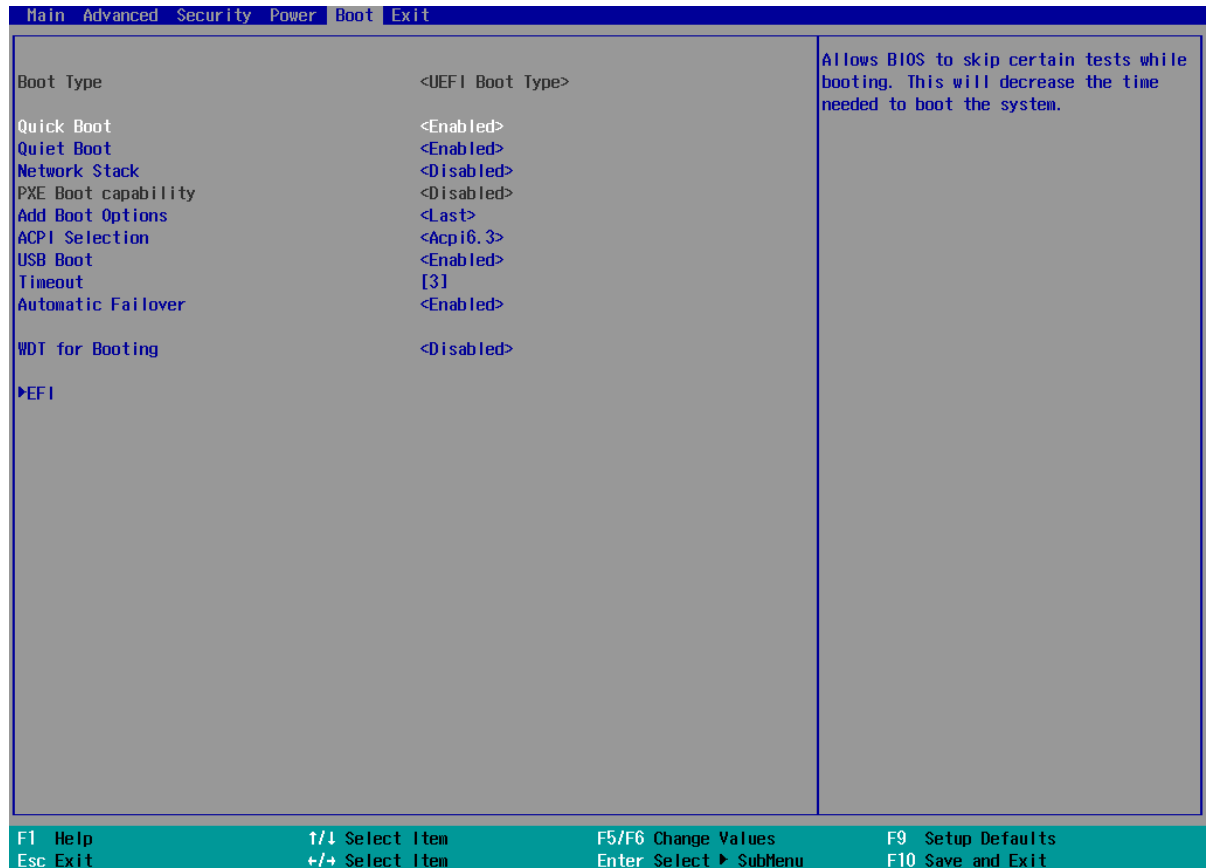 Main Advanced Security Power Boot Exit
Boot Type <UEFI Boot Type>
Quick Boot <Enabled>
Quiet Boot <Enabled>
Network Stack <Disabled>
PXE Boot capability <Disabled>
Add Boot Options <Last>
ACPI Selection <Acpi6.3>
USB Boot <Enabled>
Timeout [3]
Automatic Failover <Enabled>
WDT for Booting <Disabled>
▶EFI
Allows BIOS to skip certain tests while
booting. This will decrease the time
needed to boot the system.
F1 Help ↑/↓ Select Item F5/F6 Change Values F9 Setup Defaults
Esc Exit ←/→ Select Item Enter Select ▶ SubMenu F10 Save and Exit